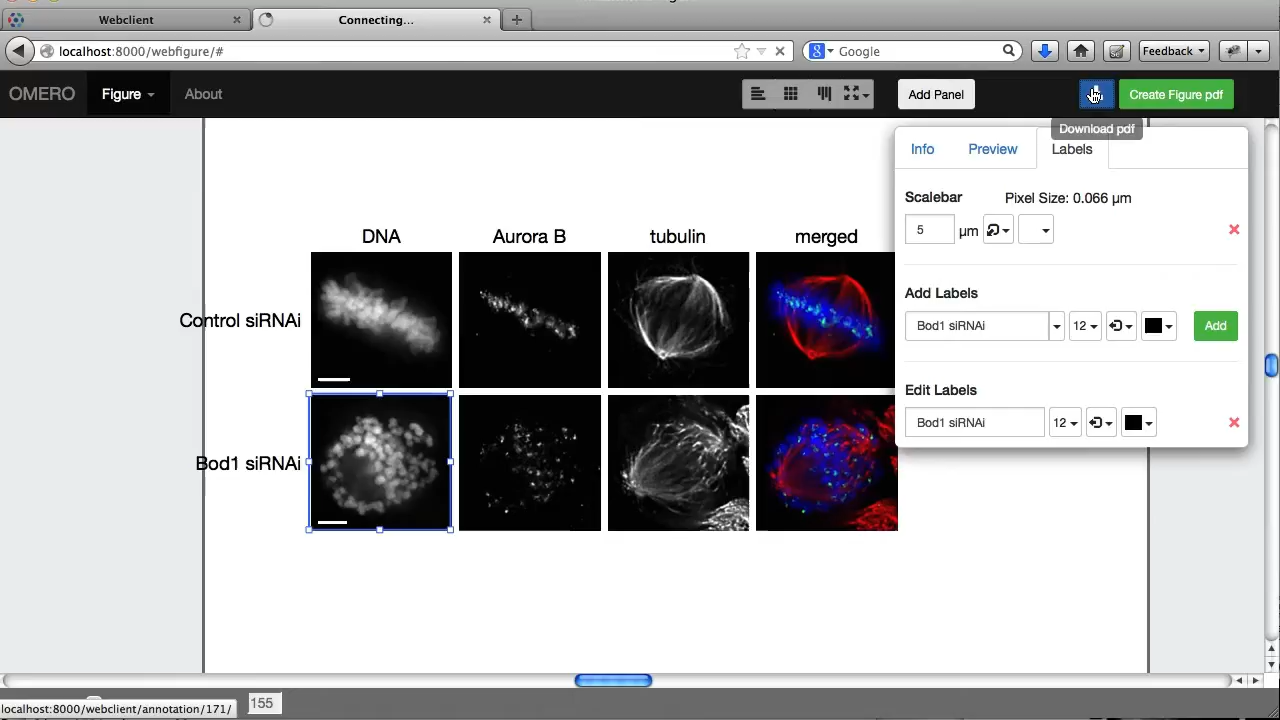 Webclient
Connecting...
localhost:8000/webfigure/#
Google
Feedback
OMERO
Figure
About
Add Panel
Create Figure pdf
Download pdf
Info
Preview
Labels
Scalebar
Pixel Size: 0.066 µm
5
µm
Add Labels
Bod1 siRNAi
12
Add
Edit Labels
Bod1 siRNAi
12
DNA
Aurora B
tubulin
merged
Control siRNAi
Bod1 siRNAi
155
localhost:8000/webclient/annotation/171/